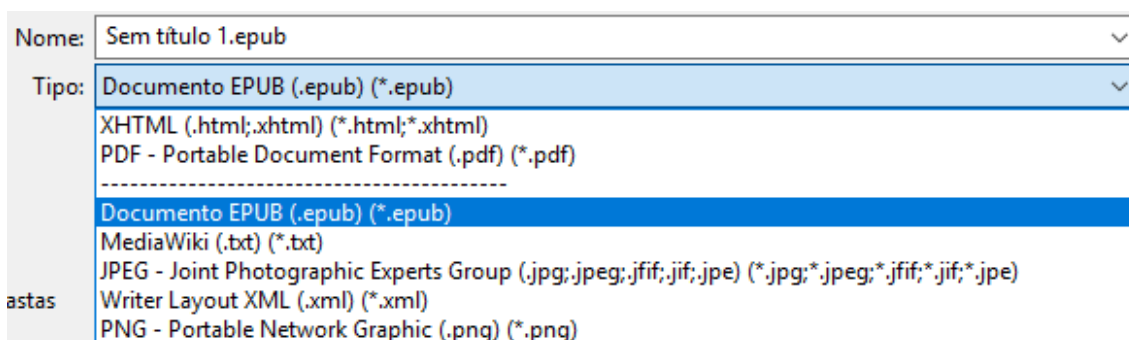 Nome: Sem título 1.epub
Tipo: Documento EPUB (.epub) (*.epub)
XHTML (.html;.xhtml) (*.html;*.xhtml)
PDF - Portable Document Format (.pdf) (*.pdf)
------------------------------------------
Documento EPUB (.epub) (*.epub)
MediaWiki (.txt) (*.txt)
JPEG - Joint Photographic Experts Group (.jpg;.jpeg;.jfif;.jif;.jpe) (*.jpg;*.jpeg;*.jfif;*.jif;*.jpe)
astas Writer Layout XML (.xml) (*.xml)
PNG - Portable Network Graphic (.png) (*.png)